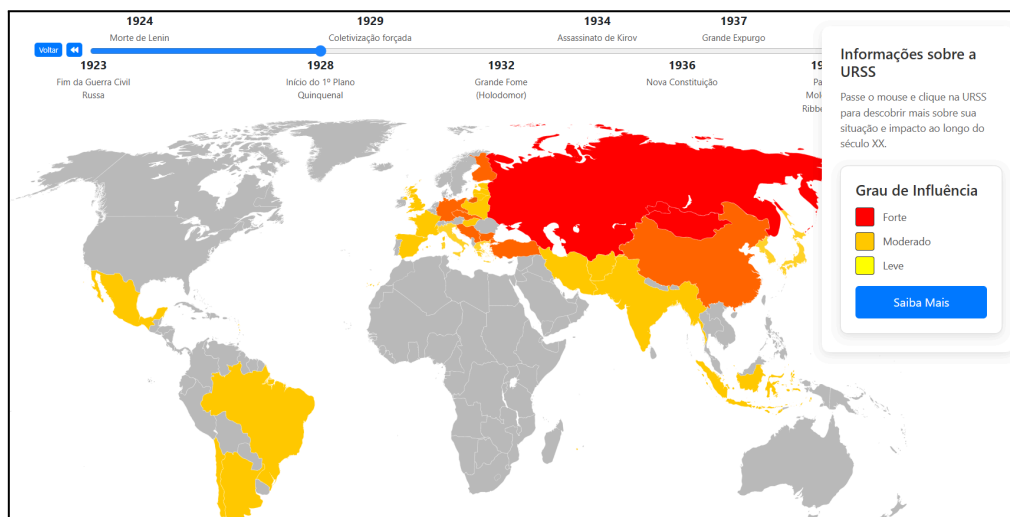 1924
1929
1934
1937
Morte de Lenin
Coletivização forçada
Assassinato de Kirov
Grande Expurgo
Voltar
1923
1928
1932
1936
Fim da Guerra Civil
Russa
Início do 1º Plano
Quinquenal
Grande Fome
(Holodomor)
Nova Constituição
Informações sobre a
URSS
Passe o mouse e clique na URSS
para descobrir mais sobre sua
situação e impacto ao longo do
século XX.
Grau de Influência
Forte
Moderado
Leve
Saiba Mais